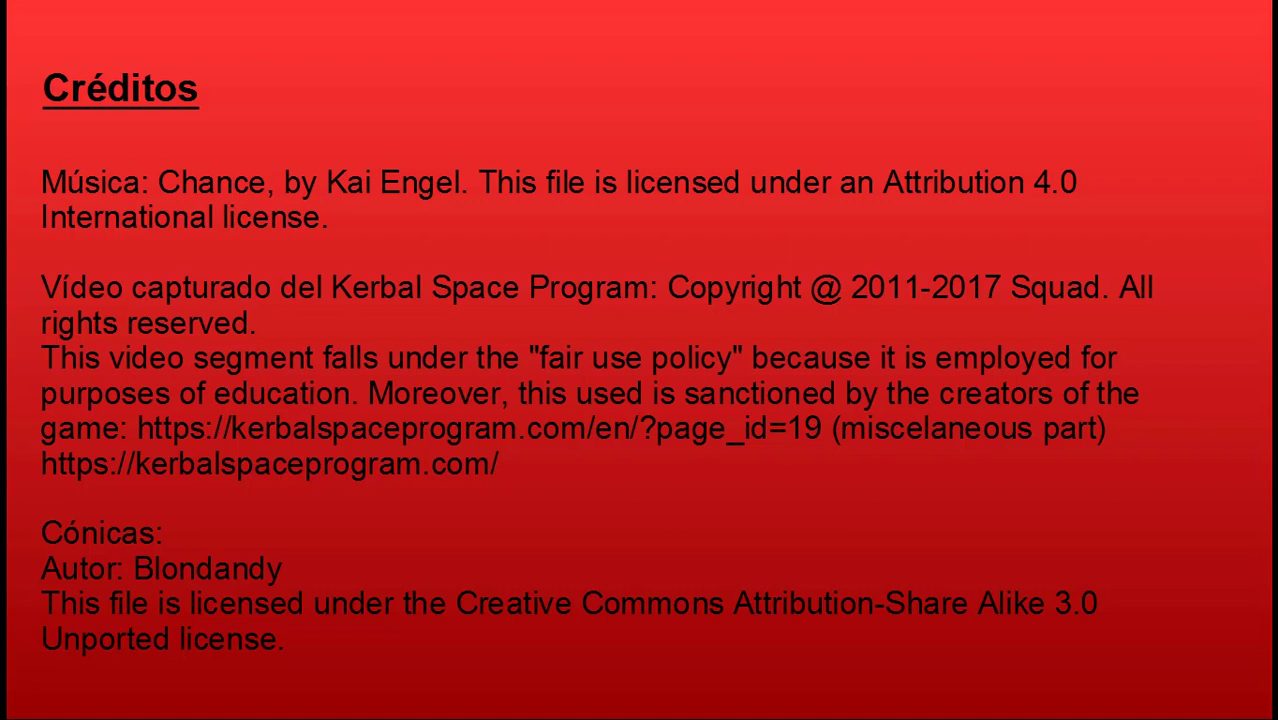 Créditos
Música: Chance, by Kai Engel. This file is licensed under an Attribution 4.0
International license.
Vídeo capturado del Kerbal Space Program: Copyright @ 2011-2017 Squad. All
rights reserved.
This video segment falls under the "fair use policy" because it is employed for
purposes of education. Moreover, this used is sanctioned by the creators of the
game: https://kerbalspaceprogram.com/en/?page_id=19 (miscelaneous part)
https://kerbalspaceprogram.com/
Cónicas:
Autor: Blondandy
This file is licensed under the Creative Commons Attribution-Share Alike 3.0
Unported license.